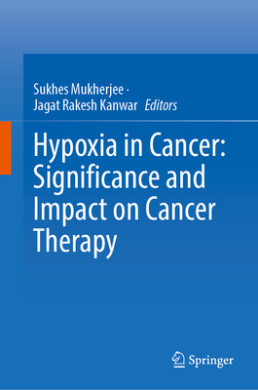 Sukhes Mukherjee ·
Jagat Rakesh Kanwar Editors
Hypoxia in Cancer:
Significance and
Impact on Cancer
Therapy
Springer